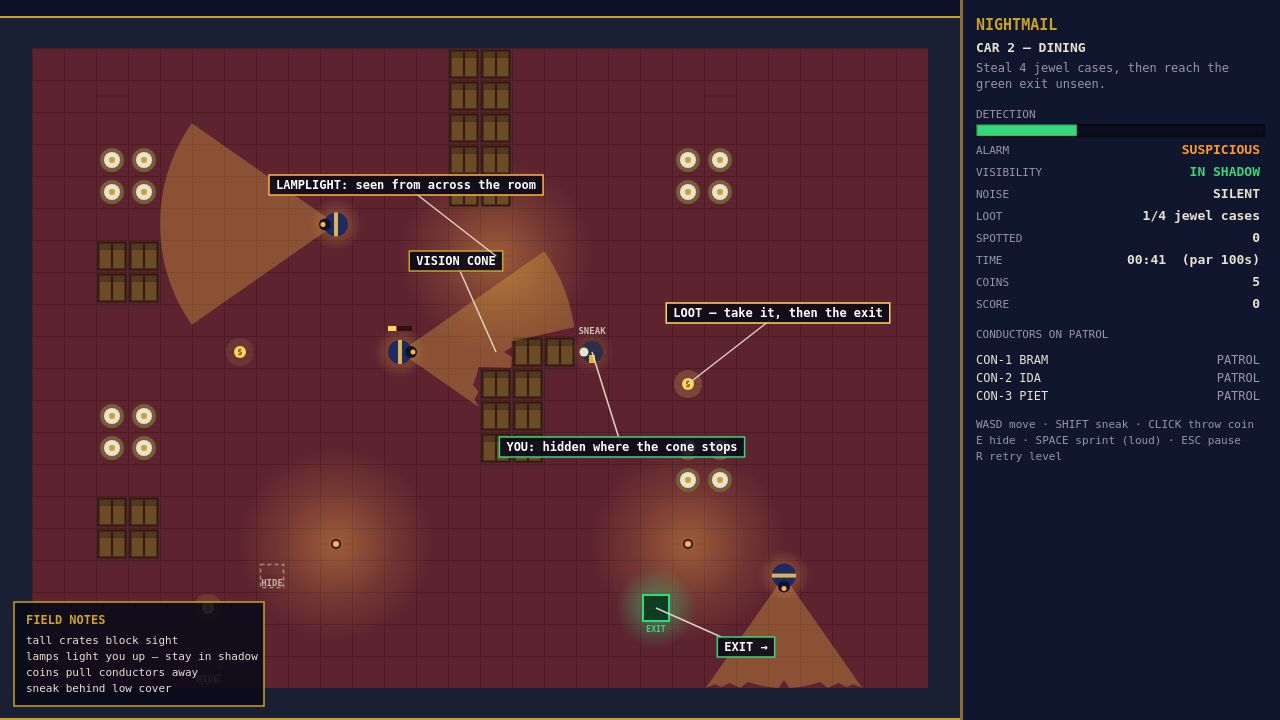 LAMPLIGHT: seen from across the room
VISION CONE
LOOT — take it, then the exit
SNEAK
S
S
YOU: hidden where the cone stops
HIDE
EXIT
EXIT →
FIELD NOTES
tall crates block sight
lamps light you up — stay in shadow
coins pull conductors away
sneak behind low cover
HIDE
NIGHTMAIL
CAR 2 — DINING
Steal 4 jewel cases, then reach the
green exit unseen.
DETECTION
ALARM SUSPICIOUS
VISIBILITY IN SHADOW
NOISE SILENT
LOOT 1/4 jewel cases
SPOTTED 0
TIME 00:41 (par 100s)
COINS 5
SCORE 0
CONDUCTORS ON PATROL
CON-1 BRAM PATROL
CON-2 IDA PATROL
CON-3 PIET PATROL
WASD move · SHIFT sneak · CLICK throw coin
E hide · SPACE sprint (loud) · ESC pause
R retry level